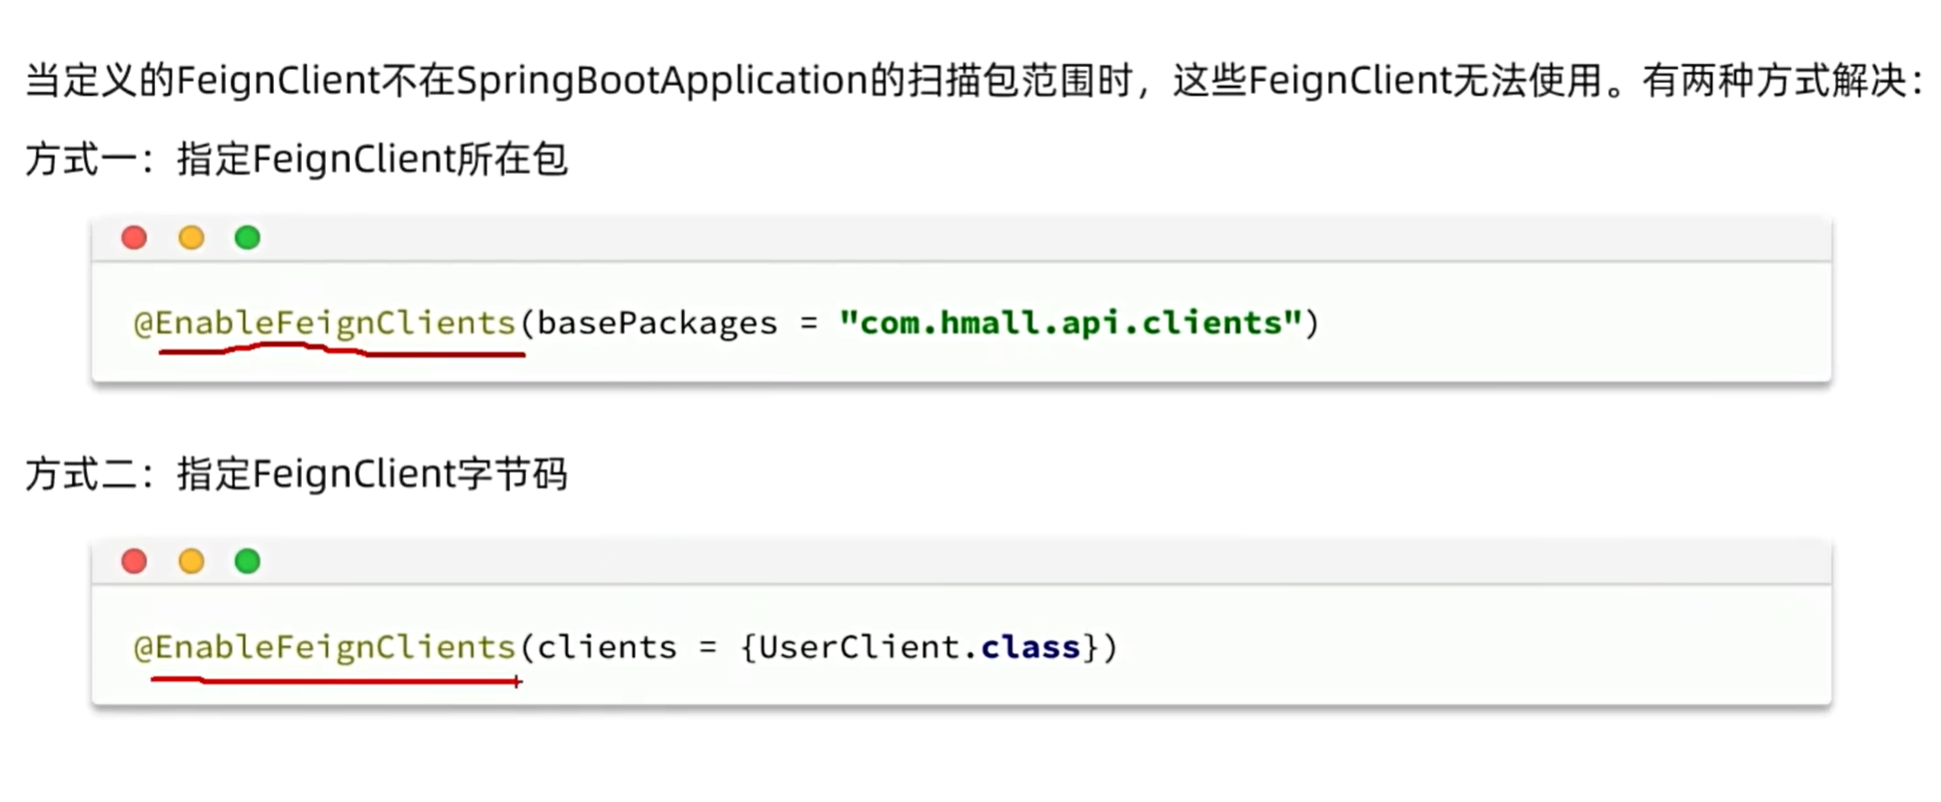 当定义的FeignClient不在SpringBootApplication的扫描包范围时，这些FeignClient无法使用。有两种方式解决：
方式一：指定FeignClient所在包
@EnableFeignClients(basePackages = "com.hmall.api.clients")
方式二：指定FeignClient字节码
@EnableFeignClients(clients = {UserClient.class})